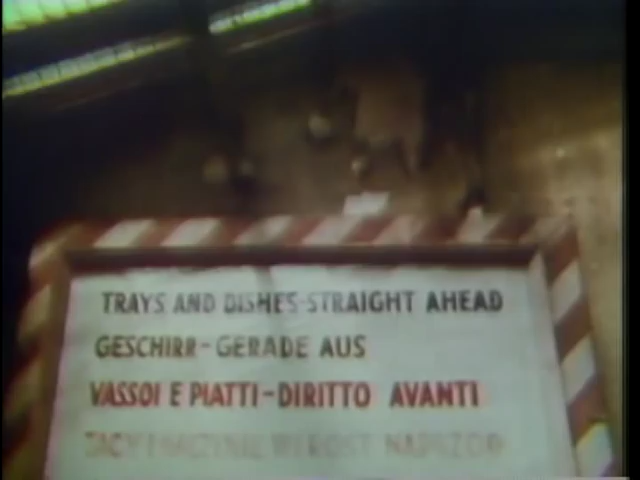 TRAYS AND DISHES-STRAIGHT AHEAD
GESCHIRR-GERADE AUS
VASSOI E PIATTI-DIRITTO AVANTI